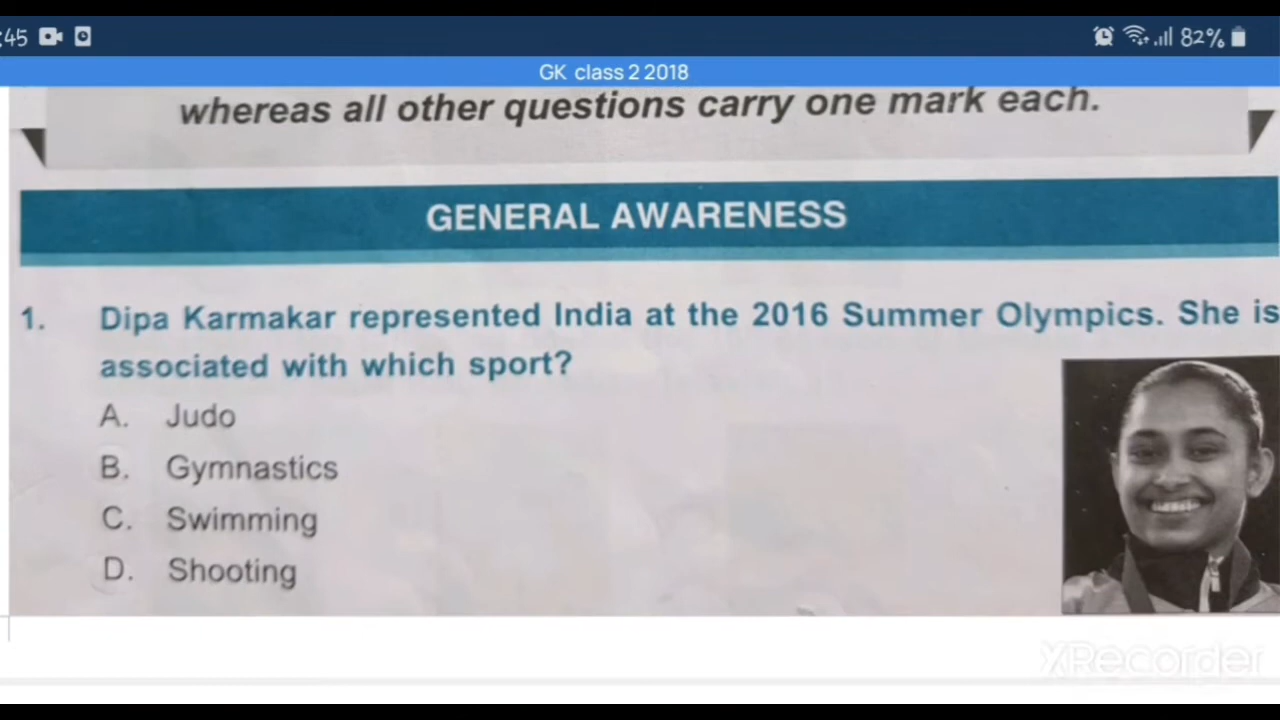 :45 82%
GK class 2 2018
whereas all other questions carry one mark each.
GENERAL AWARENESS
1. Dipa Karmakar represented India at the 2016 Summer Olympics. She is
associated with which sport?
A. Judo
B. Gymnastics
C. Swimming
D. Shooting
XRecorder